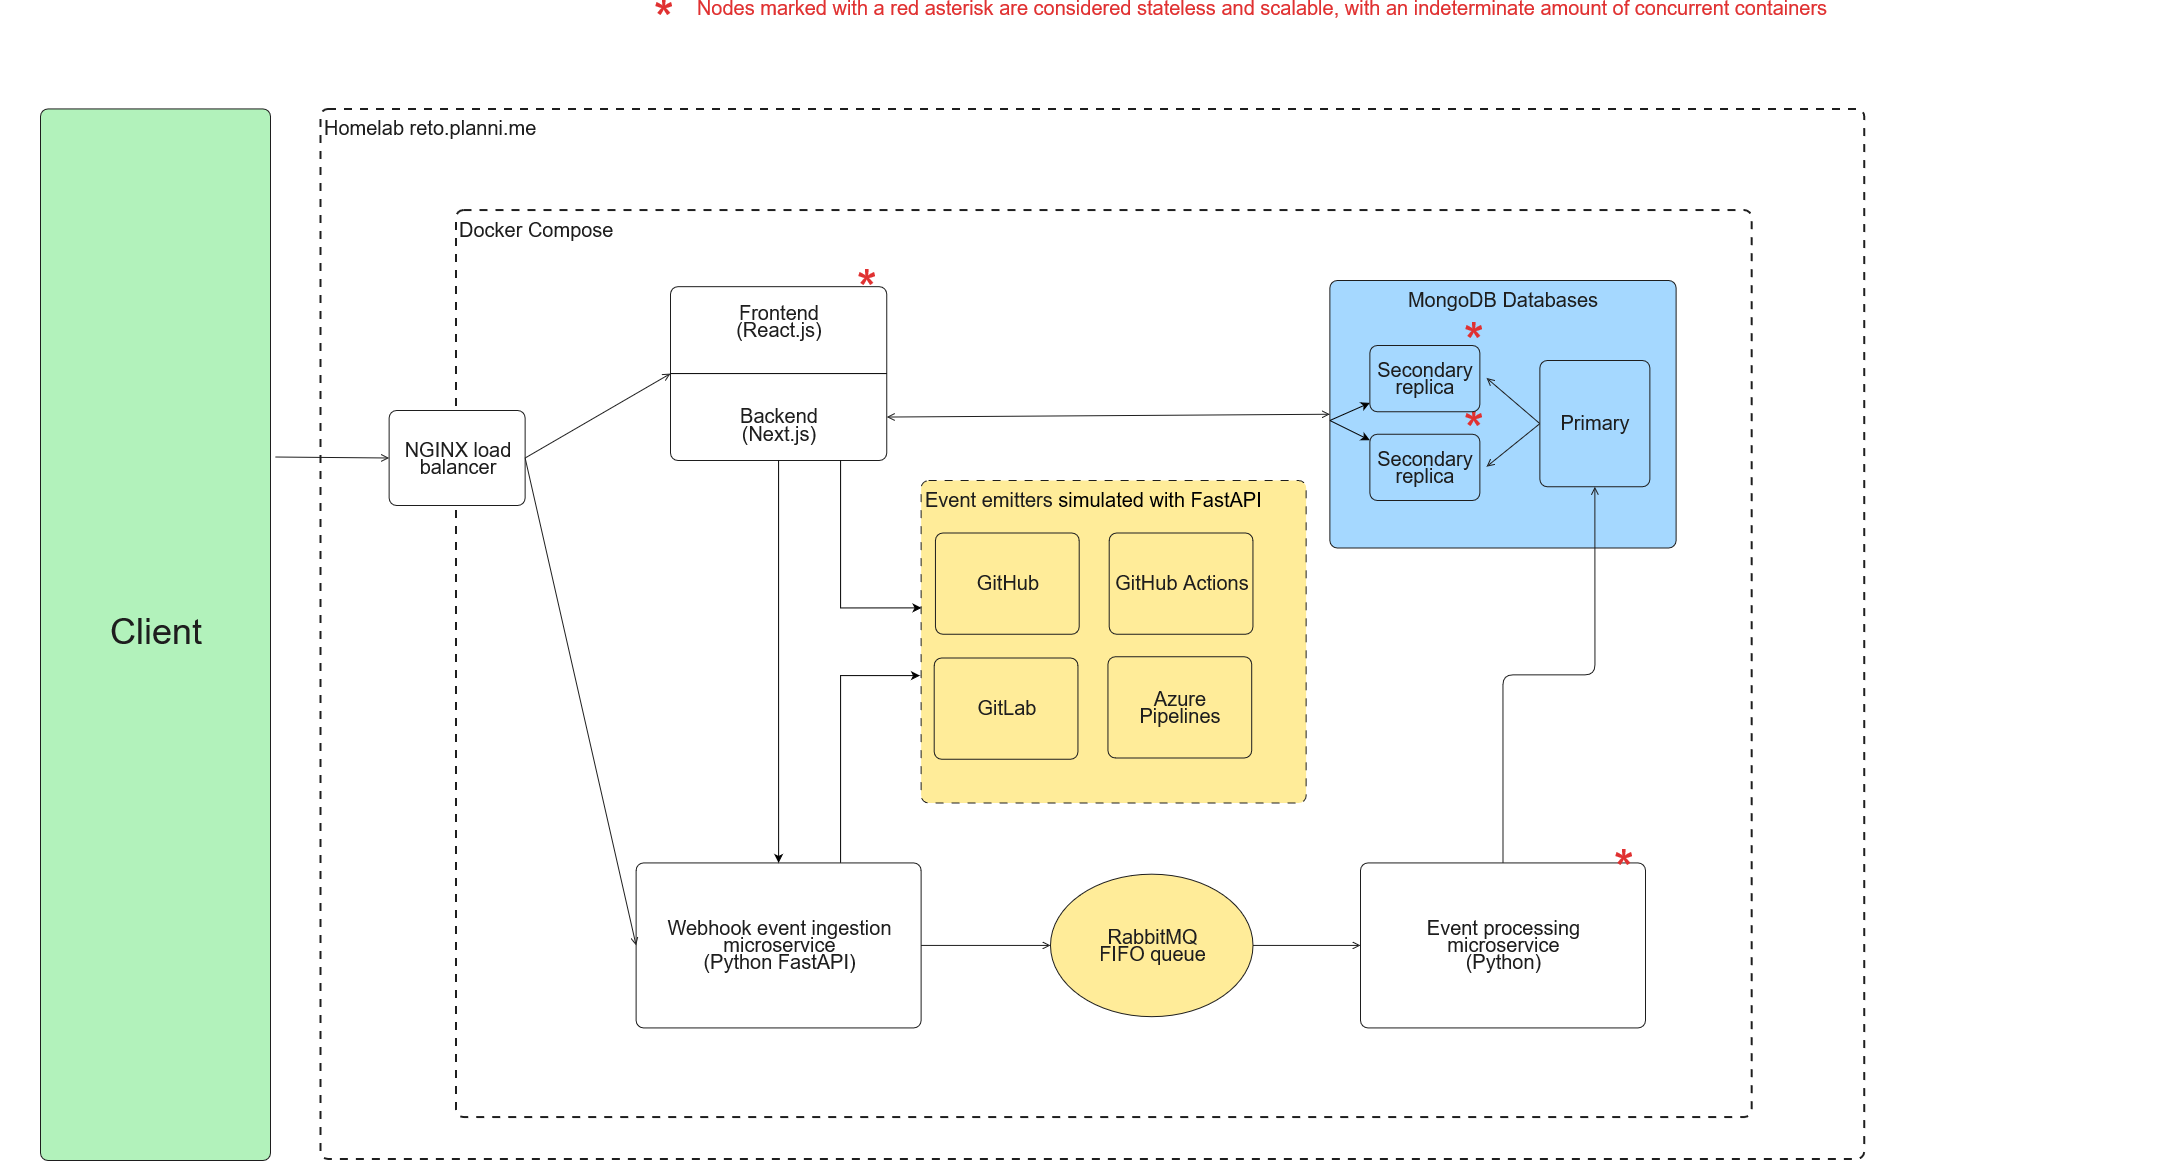 * Nodes marked with a red asterisk are considered stateless and scalable, with an indeterminate amount of concurrent containers
Homelab reto.planni.me
Docker Compose
Client
NGINX load
balancer
*
Frontend
(React.js)
Backend
(Next.js)
MongoDB Databases
*
Secondary
replica
*
Secondary
replica
Primary
Event emitters simulated with FastAPI
GitHub
GitHub Actions
GitLab
Azure
Pipelines
Webhook event ingestion
microservice
(Python FastAPI)
RabbitMQ
FIFO queue
*
Event processing
microservice
(Python)